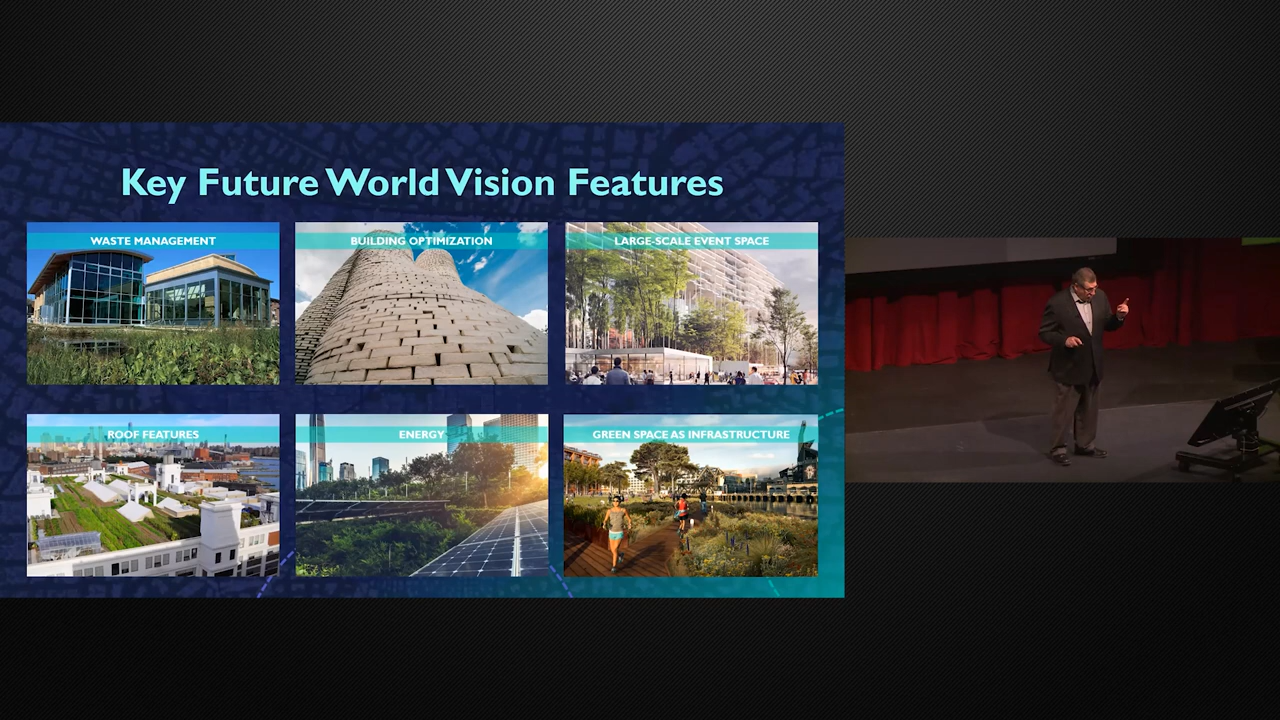 Key Future World Vision Features
WASTE MANAGEMENT
BUILDING OPTIMIZATION
LARGE-SCALE EVENT SPACE
ROOF FEATURES
ENERGY
GREEN SPACE AS INFRASTRUCTURE